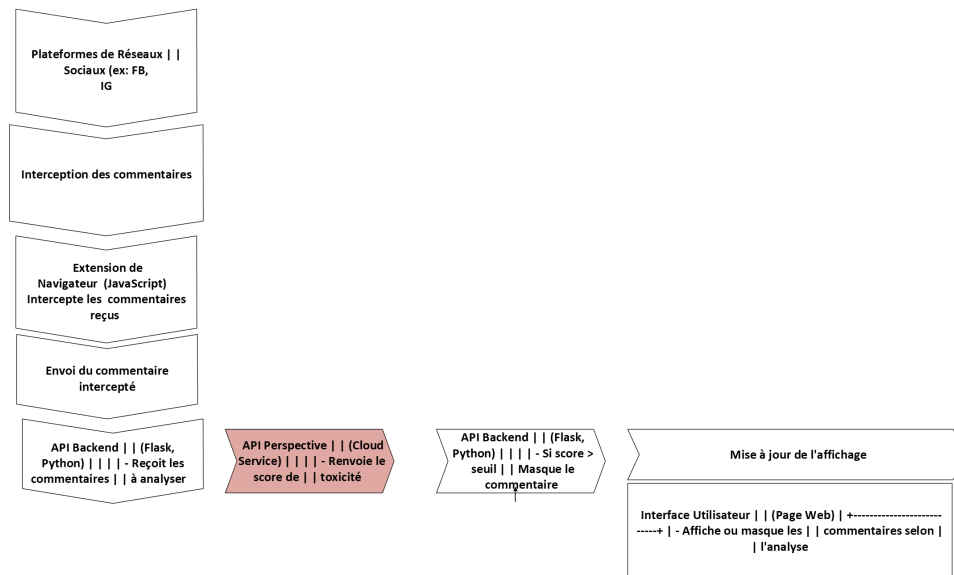 Plateformes de Réseaux | |
Sociaux (ex: FB,
IG
Interception des commentaires
Extension de
Navigateur (JavaScript)
Intercepte les commentaires
reçus
Envoi du commentaire
intercepté
API Backend | | (Flask,
Python) | | | | - Reçoit les
commentaires | | à analyser
API Perspective | | (Cloud
Service) | | | | - Renvoie le
score de | | toxicité
API Backend | | (Flask,
Python) | | | | - Si score >
seuil | | Masque le
commentaire
Mise à jour de l'affichage
Interface Utilisateur | | (Page Web) | +----------------------
-----+ | - Affiche ou masque les | | commentaires selon |
| l'analyse